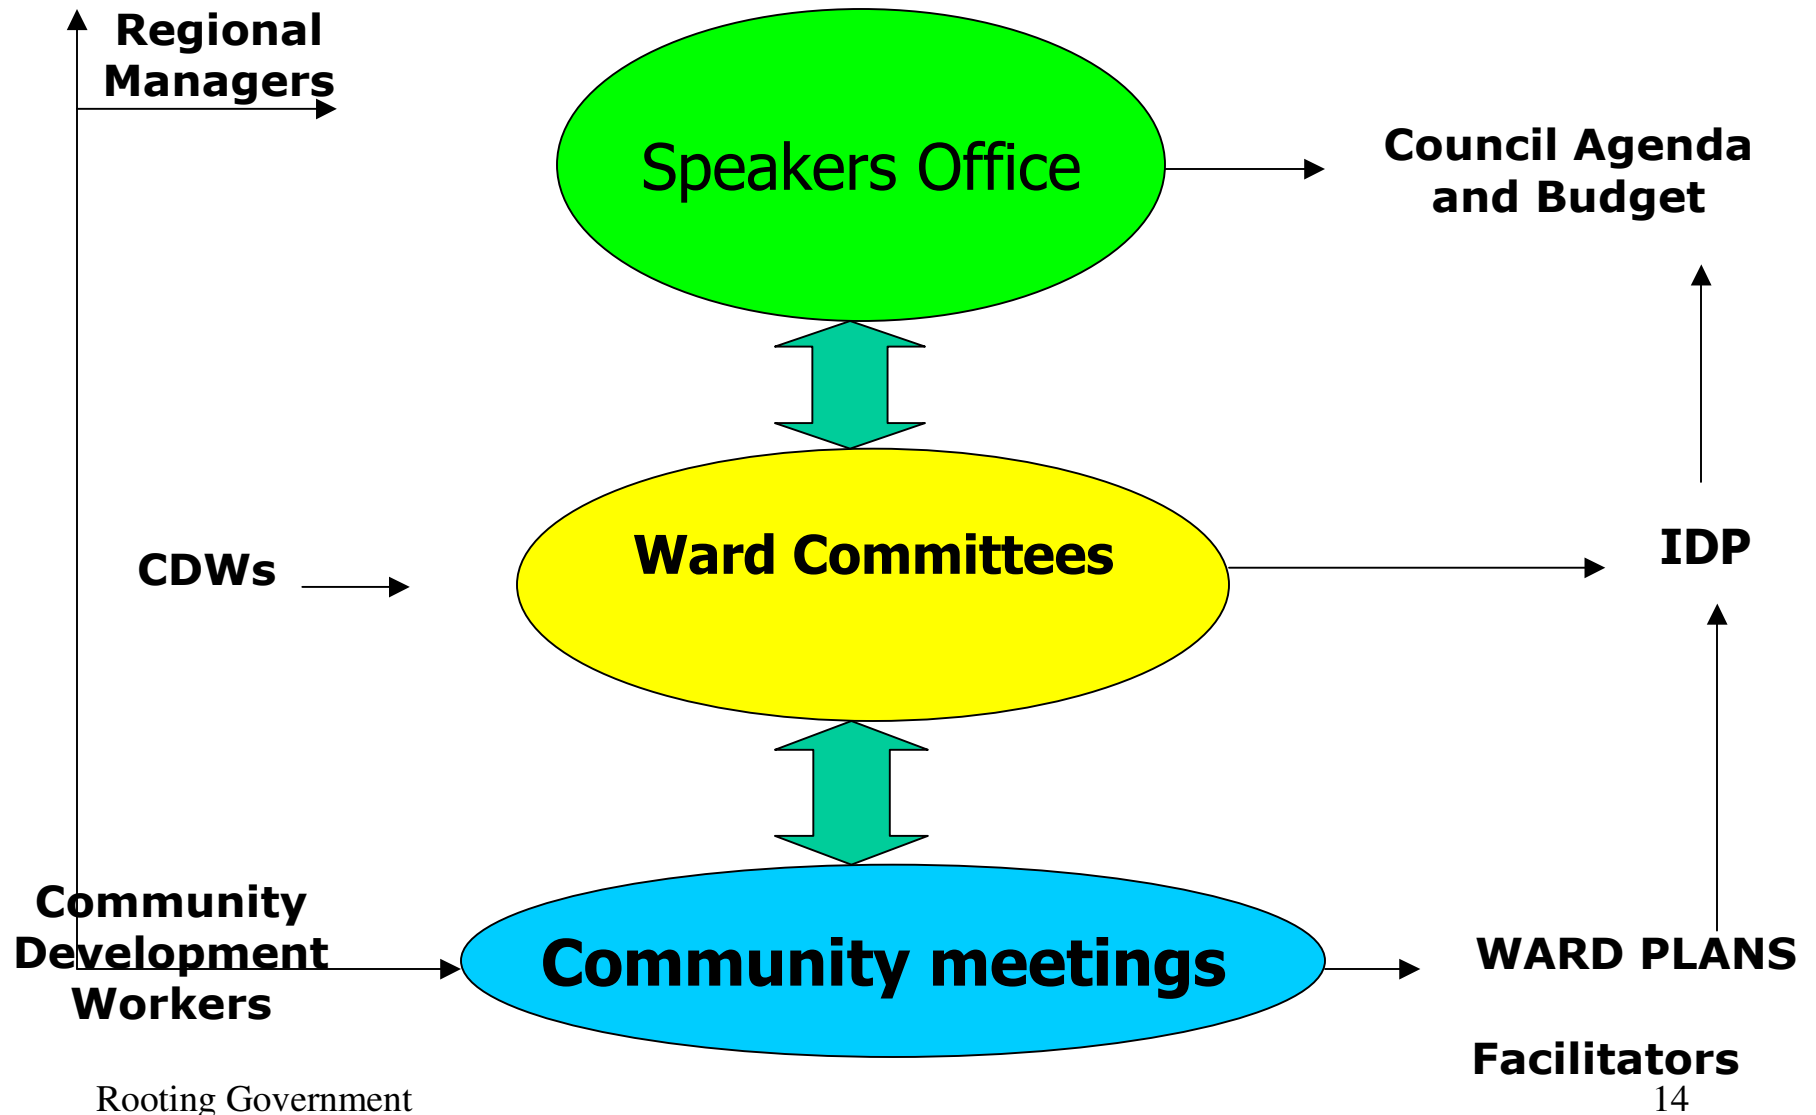 Regional
Managers
Speakers Office
Council Agenda
and Budget
CDWs
Ward Committees
IDP
Community
Development
Workers
Community meetings
WARD PLANS
Facilitators
Rooting Government
14